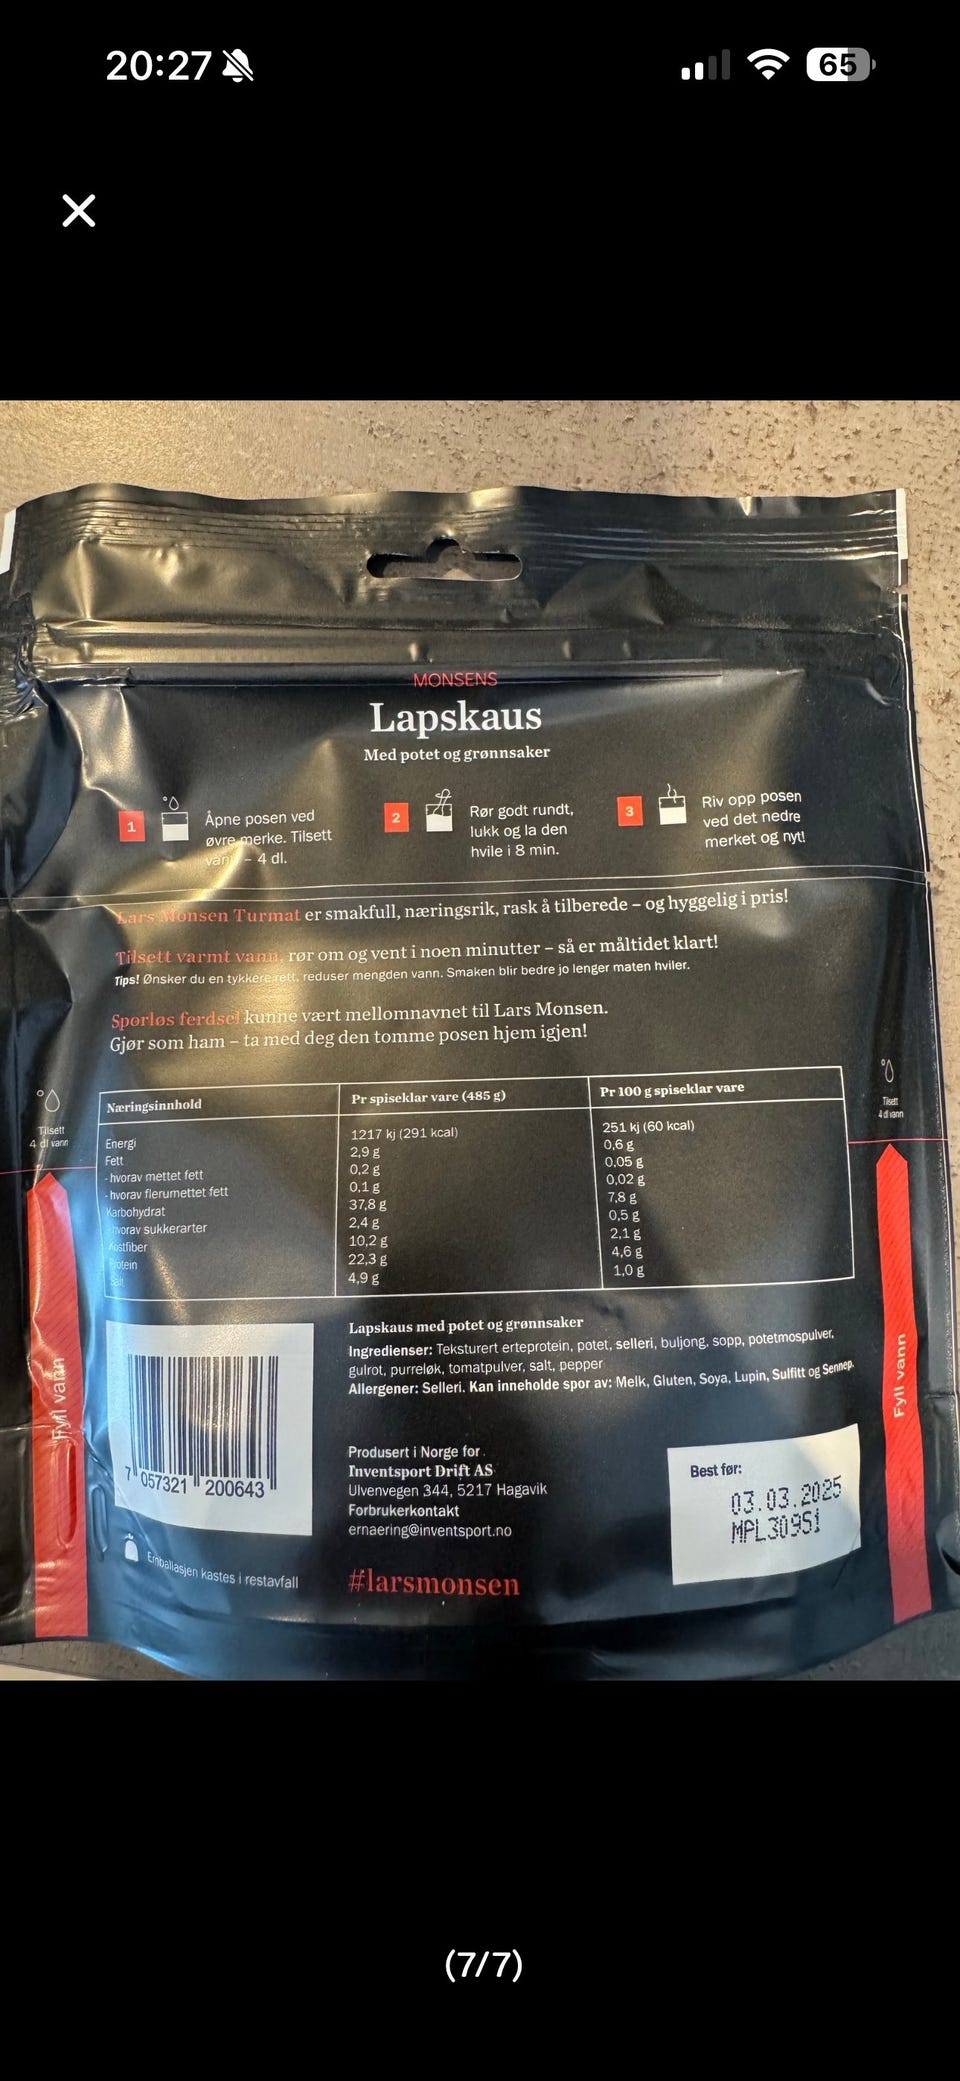 20:27
65
MONSENS
Lapskaus
Med potet og grønnsaker
1
Åpne posen ved
øvre merke. Tilsett
vann – 4 dl.
2
Rør godt rundt,
lukk og la den
hvile i 8 min.
3
Riv opp posen
ved det nedre
merket og nyt!
Lars Monsen Turmat er smakfull, næringsrik, rask å tilberede – og hyggelig i pris!
Tilsett varmt vann, rør om og vent i noen minutter – så er måltidet klart!
Tips! Ønsker du en tykkere rett, reduser mengden vann. Smaken blir bedre jo lenger maten hviler.
Sporløs ferdsel kunne vært mellomnavnet til Lars Monsen.
Gjør som ham – ta med deg den tomme posen hjem igjen!
Tilsett
4 dl vann
Tilsett
4 dl vann
Næringsinnhold Pr spiseklar vare (485 g) Pr 100 g spiseklar vare
Energi 1217 kj (291 kcal) 251 kj (60 kcal)
Fett 2,9 g 0,6 g
- hvorav mettet fett 0,2 g 0,05 g
- hvorav flerumettet fett 0,1 g 0,02 g
Karbohydrat 37,8 g 7,8 g
- hvorav sukkerarter 2,4 g 0,5 g
Kostfiber 10,2 g 2,1 g
Protein 22,3 g 4,6 g
Salt 4,9 g 1,0 g
Fyll vann
Fyll vann
Lapskaus med potet og grønnsaker
Ingredienser: Teksturert erteprotein, potet, selleri, buljong, sopp, potetmospulver,
gulrot, purreløk, tomatpulver, salt, pepper
Allergener: Selleri. Kan inneholde spor av: Melk, Gluten, Soya, Lupin, Sulfitt og Sennep.
7 057321 200643
Produsert i Norge for
Inventsport Drift AS
Ulvenvegen 344, 5217 Hagavik
Forbrukerkontakt
ernaering@inventsport.no
Best før:
03.03.2025
MPL30951
Emballasjen kastes i restavfall
#larsmonsen
(7/7)